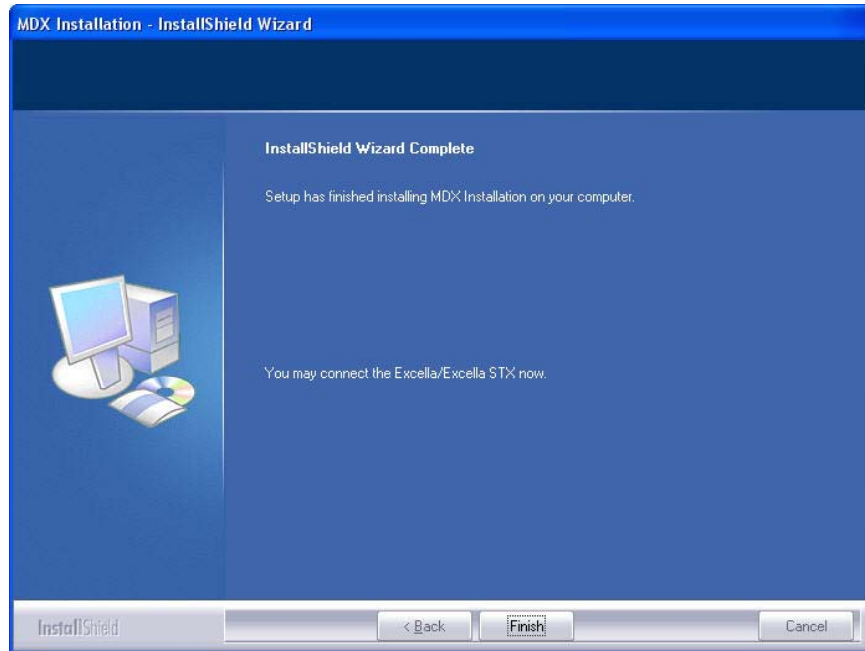 MDX Installation - InstallShield Wizard
InstallShield Wizard Complete
Setup has finished installing MDX Installation on your computer.
You may connect the Excella/Excella STX now.
InstallShield
< Back
Finish
Cancel